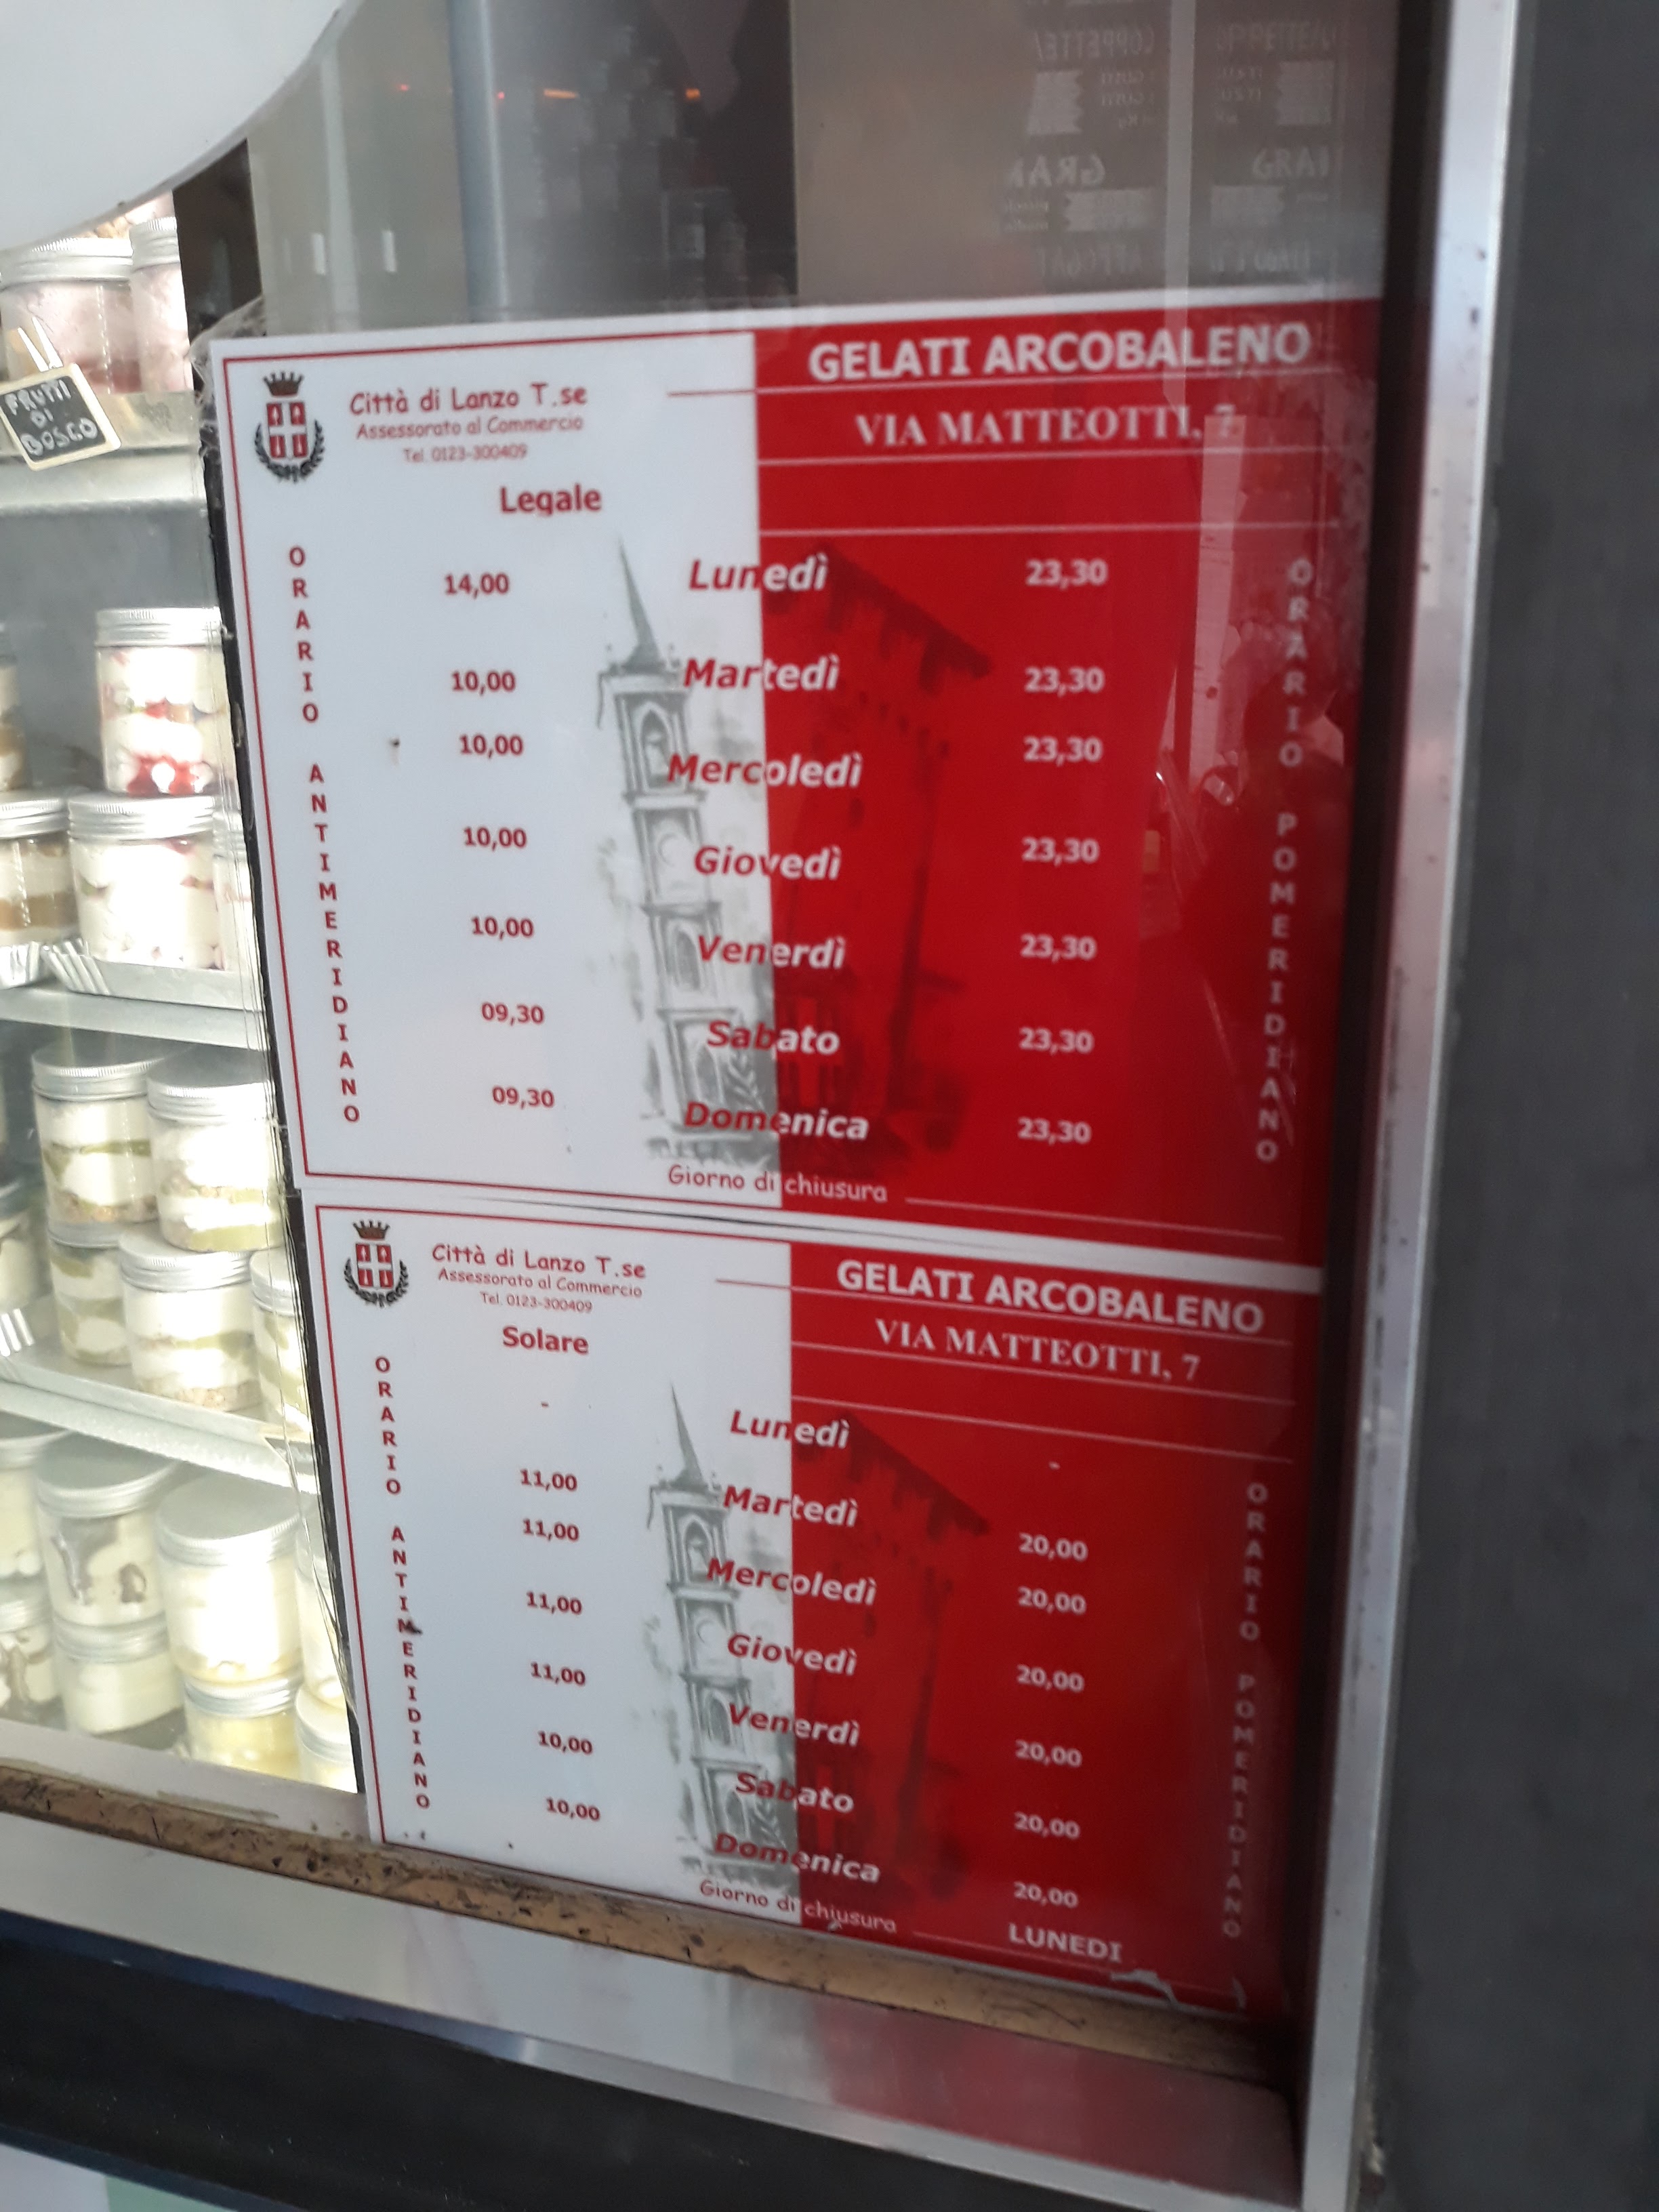 FRUTTI
DI
BOSCO
GELATI ARCOBALENO
VIA MATTEOTTI, 7
Città di Lanzo T.se
Assessorato al Commercio
Tel. 0123-300409
Legale
ORARIO ANTIMERIDIANO
ORARIO POMERIDIANO
14,00 Lunedì 23,30
10,00 Martedì 23,30
10,00 Mercoledì 23,30
10,00 Giovedì 23,30
10,00 Venerdì 23,30
09,30 Sabato 23,30
09,30 Domenica 23,30
Giorno di chiusura
GELATI ARCOBALENO
VIA MATTEOTTI, 7
Città di Lanzo T.se
Assessorato al Commercio
Tel. 0123-300409
Solare
ORARIO ANTIMERIDIANO
ORARIO POMERIDIANO
- Lunedì -
11,00 Martedì 20,00
11,00 Mercoledì 20,00
11,00 Giovedì 20,00
11,00 Venerdì 20,00
10,00 Sabato 20,00
10,00 Domenica 20,00
Giorno di chiusura LUNEDI